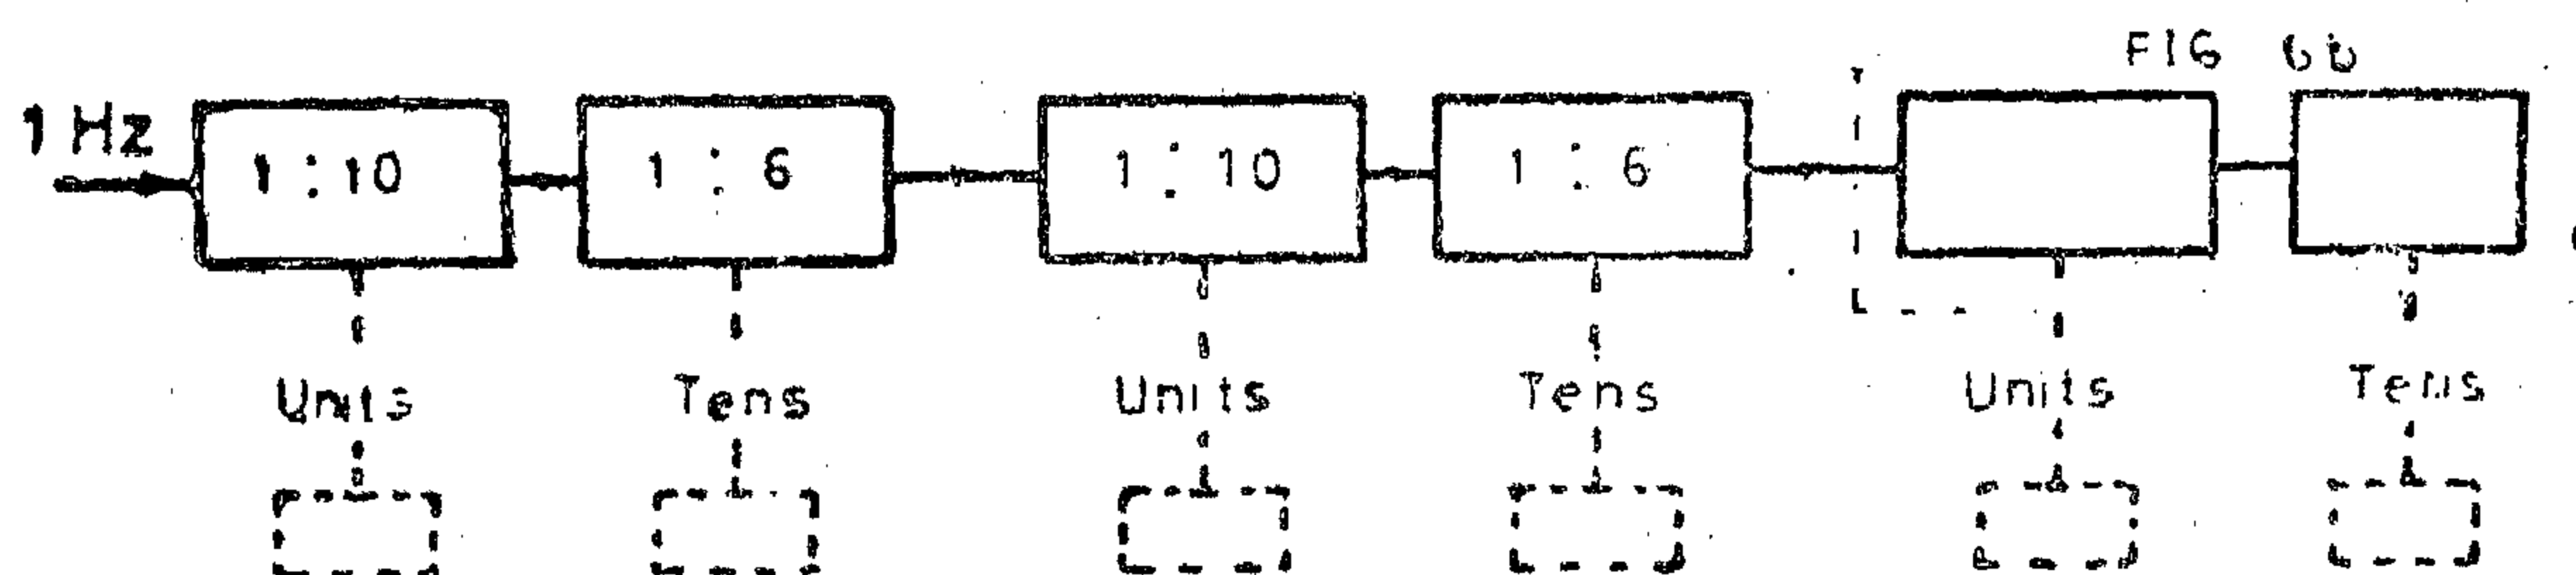 FIG 6b
1 Hz 1 : 10 1 : 6 1 : 10 1 : 6
Units Tens Units Tens Units Tens